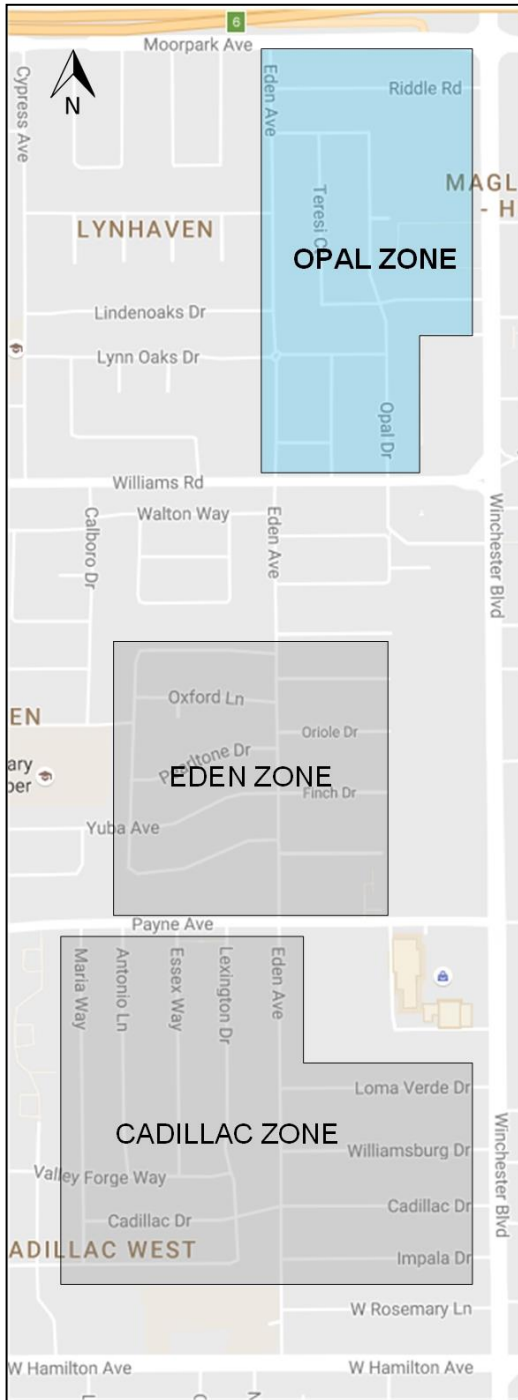 6
Moorpark Ave
N
Cypress Ave
Eden Ave
Riddle Rd
Teresi C
MAGL
- H
LYNHAVEN
OPAL ZONE
Lindenoaks Dr
Lynn Oaks Dr
Opal Dr
Williams Rd
Walton Way
Calboro Dr
Eden Ave
Winchester Blvd
Oxford Ln
EN
Oriole Dr
Pearltone Dr
ary
per
EDEN ZONE
Finch Dr
Yuba Ave
Payne Ave
Maria Way
Antonio Ln
Essex Way
Lexington Dr
Eden Ave
Loma Verde Dr
CADILLAC ZONE
Williamsburg Dr
Winchester Blvd
Valley Forge Way
Cadillac Dr
Cadillac Dr
ADILLAC WEST
Impala Dr
W Rosemary Ln
W Hamilton Ave
W Hamilton Ave